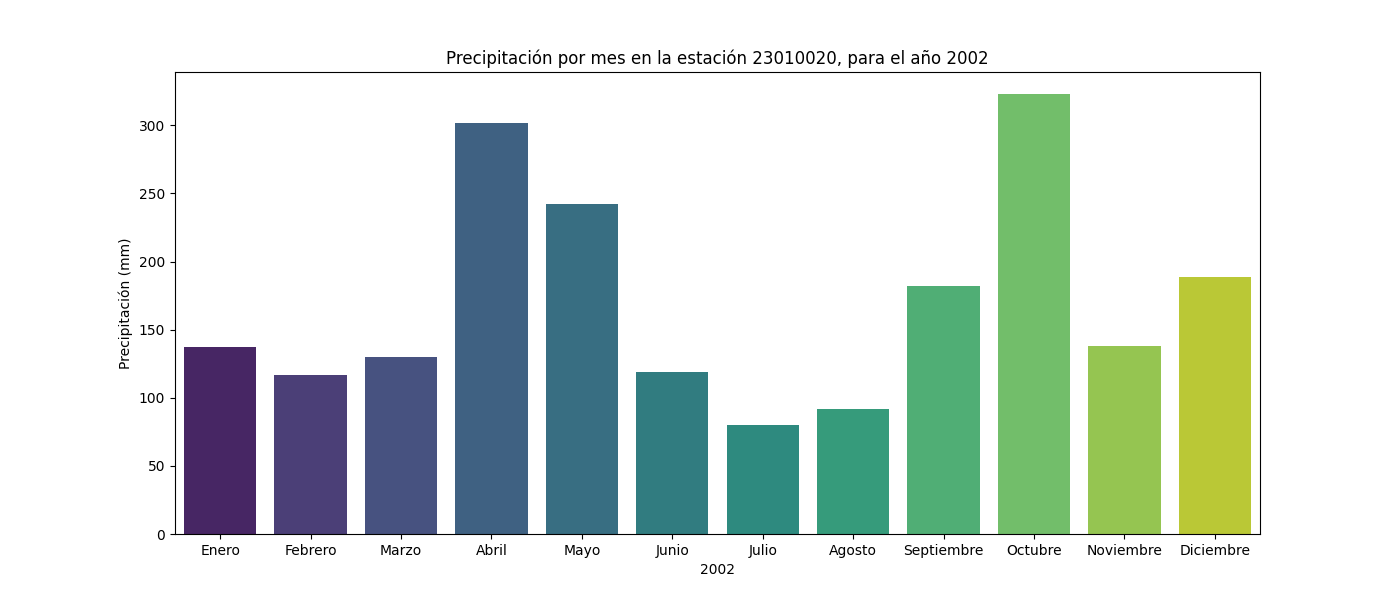 Precipitación por mes en la estación 23010020, para el año 2002
Precipitación (mm)
300
250
200
150
100
50
0
Enero Febrero Marzo Abril Mayo Junio Julio Agosto Septiembre Octubre Noviembre Diciembre
2002